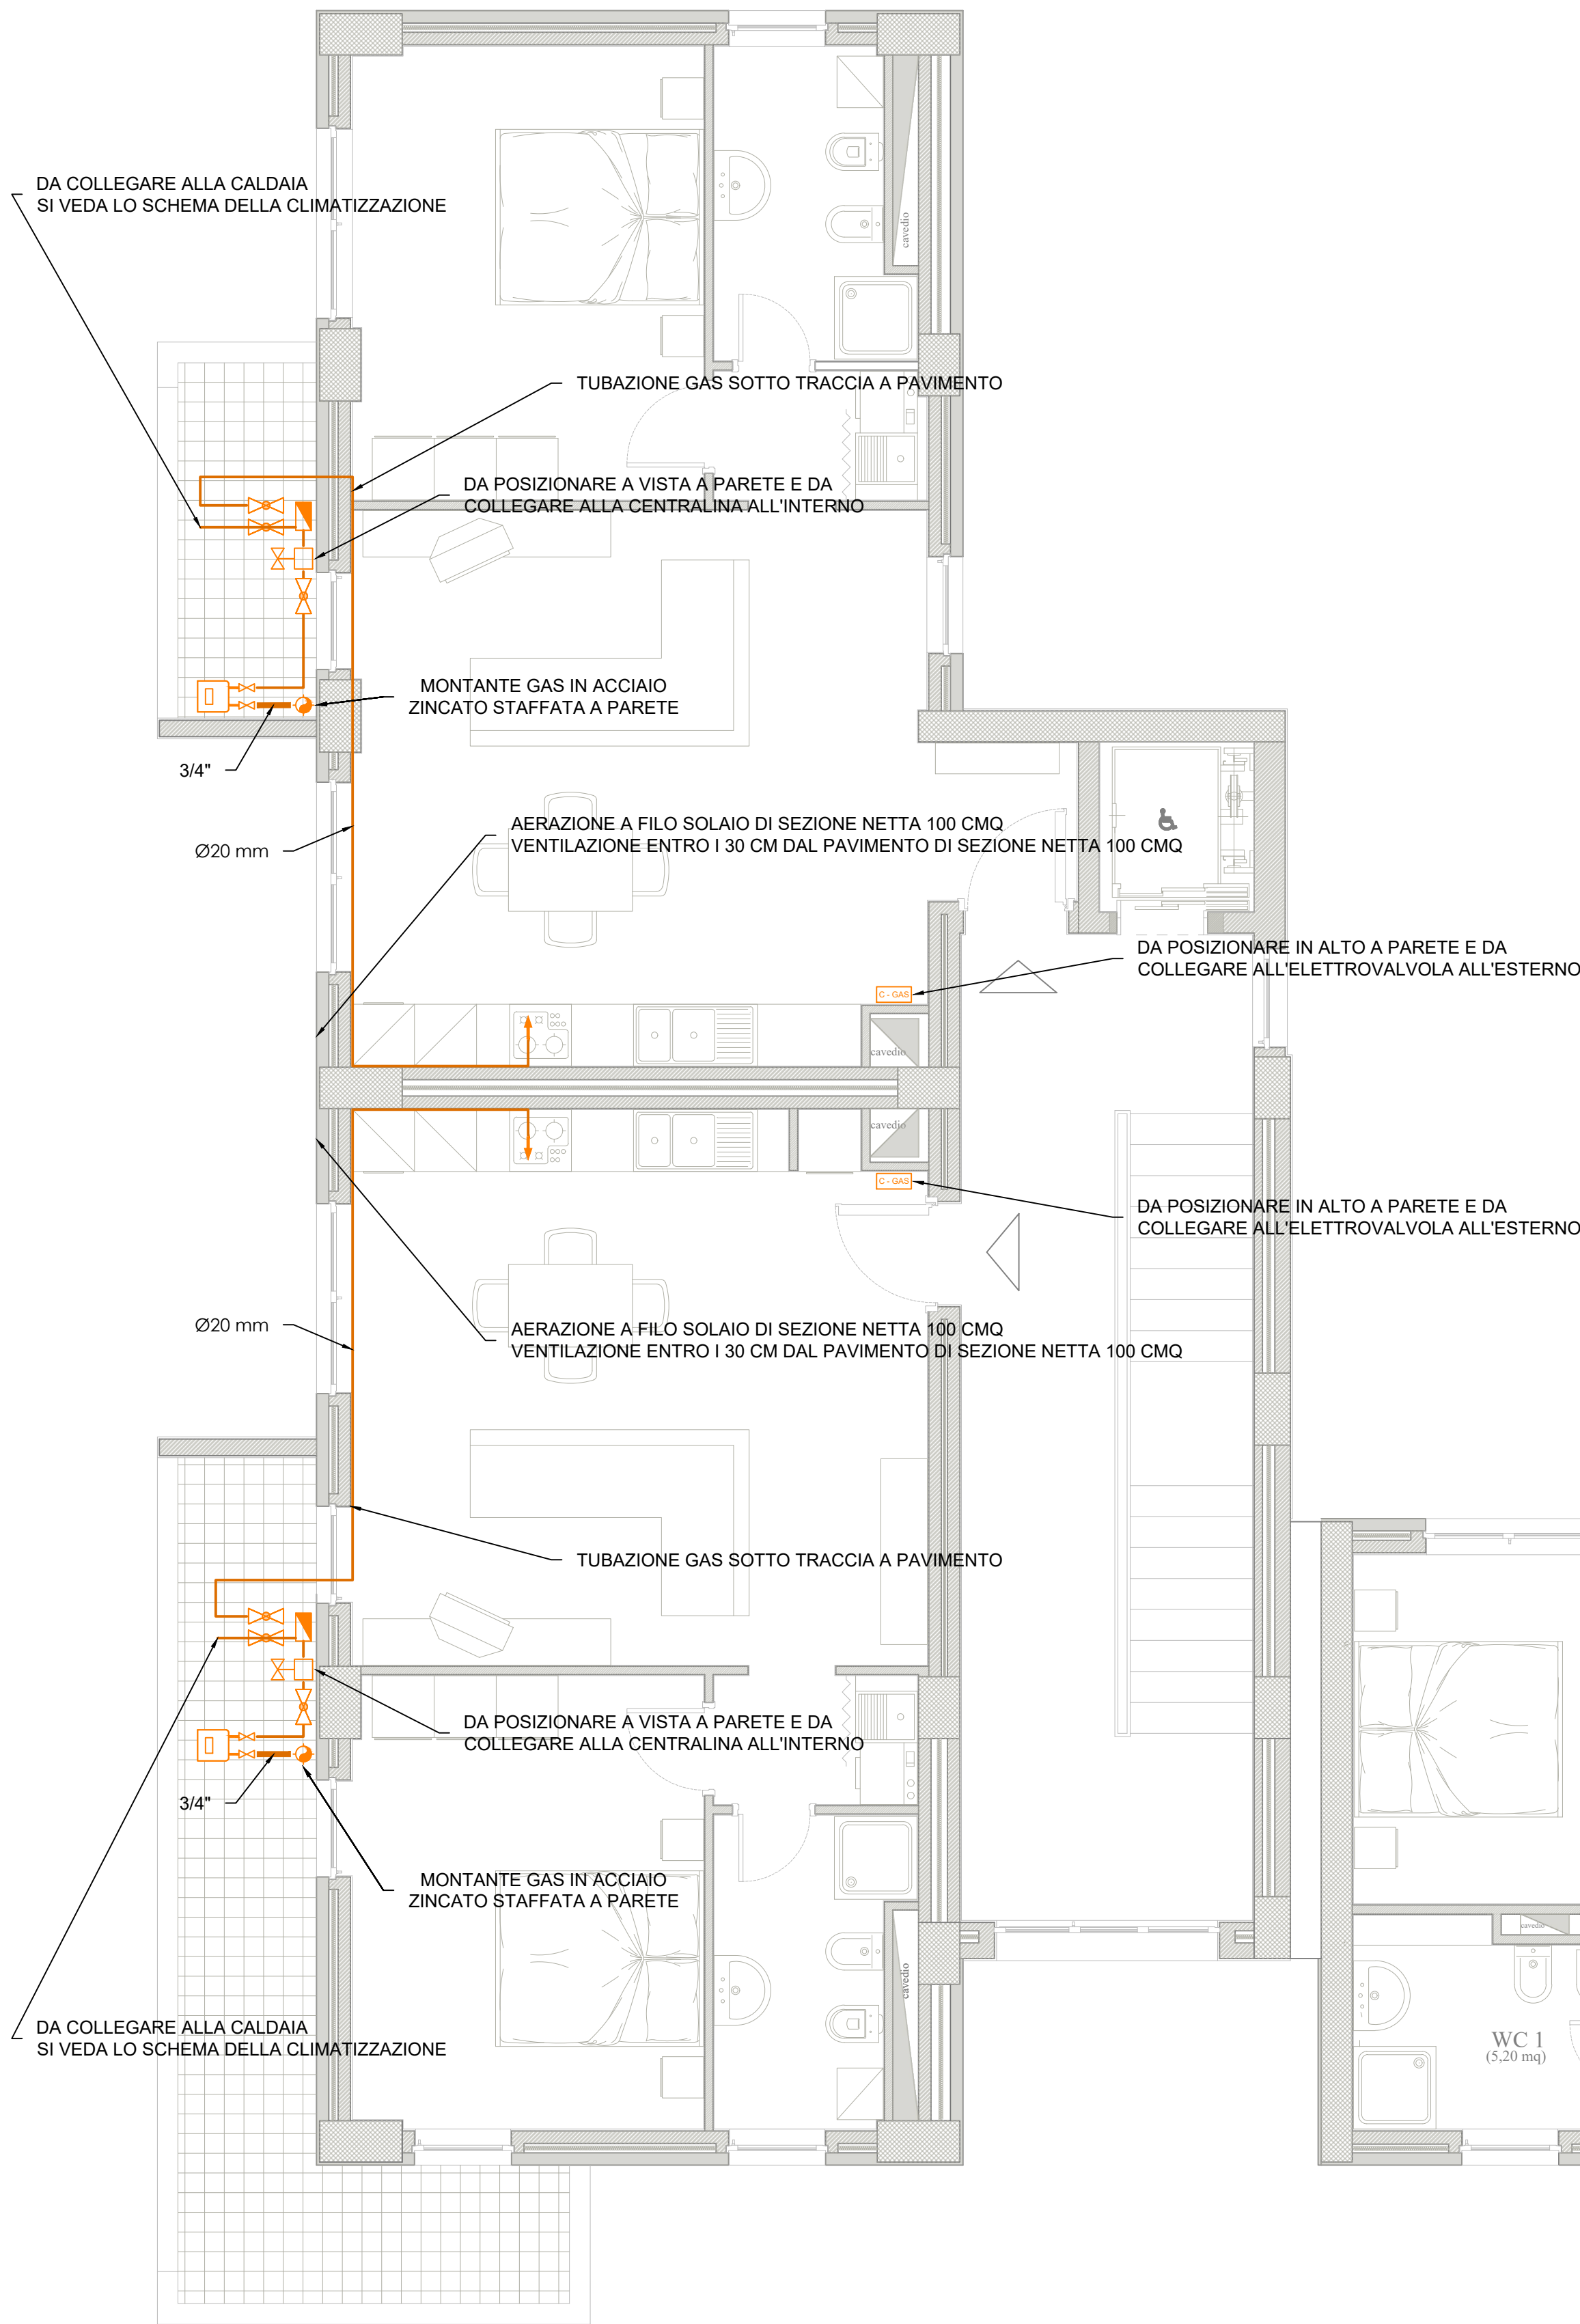 DA COLLEGARE ALLA CALDAIA
SI VEDA LO SCHEMA DELLA CLIMATIZZAZIONE
cavedio
TUBAZIONE GAS SOTTO TRACCIA A PAVIMENTO
DA POSIZIONARE A VISTA A PARETE E DA
COLLEGARE ALLA CENTRALINA ALL'INTERNO
MONTANTE GAS IN ACCIAIO
ZINCATO STAFFATA A PARETE
3/4"
AERAZIONE A FILO SOLAIO DI SEZIONE NETTA 100 CMQ
VENTILAZIONE ENTRO I 30 CM DAL PAVIMENTO DI SEZIONE NETTA 100 CMQ
Ø20 mm
DA POSIZIONARE IN ALTO A PARETE E DA
COLLEGARE ALL'ELETTROVALVOLA ALL'ESTERNO
C - GAS
cavedio
cavedio
C - GAS
DA POSIZIONARE IN ALTO A PARETE E DA
COLLEGARE ALL'ELETTROVALVOLA ALL'ESTERNO
Ø20 mm
AERAZIONE A FILO SOLAIO DI SEZIONE NETTA 100 CMQ
VENTILAZIONE ENTRO I 30 CM DAL PAVIMENTO DI SEZIONE NETTA 100 CMQ
TUBAZIONE GAS SOTTO TRACCIA A PAVIMENTO
DA POSIZIONARE A VISTA A PARETE E DA
COLLEGARE ALLA CENTRALINA ALL'INTERNO
3/4"
MONTANTE GAS IN ACCIAIO
ZINCATO STAFFATA A PARETE
cavedio
cavedio
DA COLLEGARE ALLA CALDAIA
SI VEDA LO SCHEMA DELLA CLIMATIZZAZIONE
WC 1
(5,20 mq)